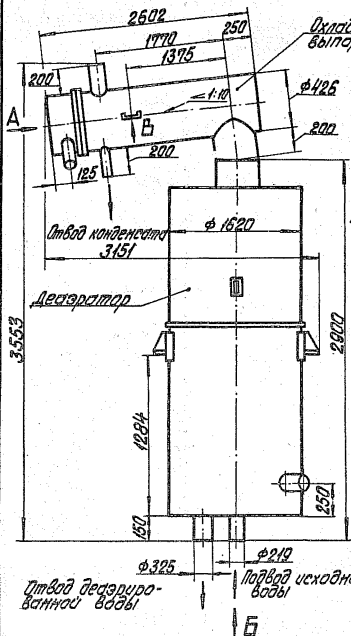 2602
1770
250
1375
Охлад
выпор
200
А
В
1:10
ф426
200
200
125
Отвод конденсата
ф 1620
3151
Деаэратор
3553
2900
1284
250
150
ф325
ф219
Отвод деаэриро-
ванной воды
Подвод исходно
воды
Б